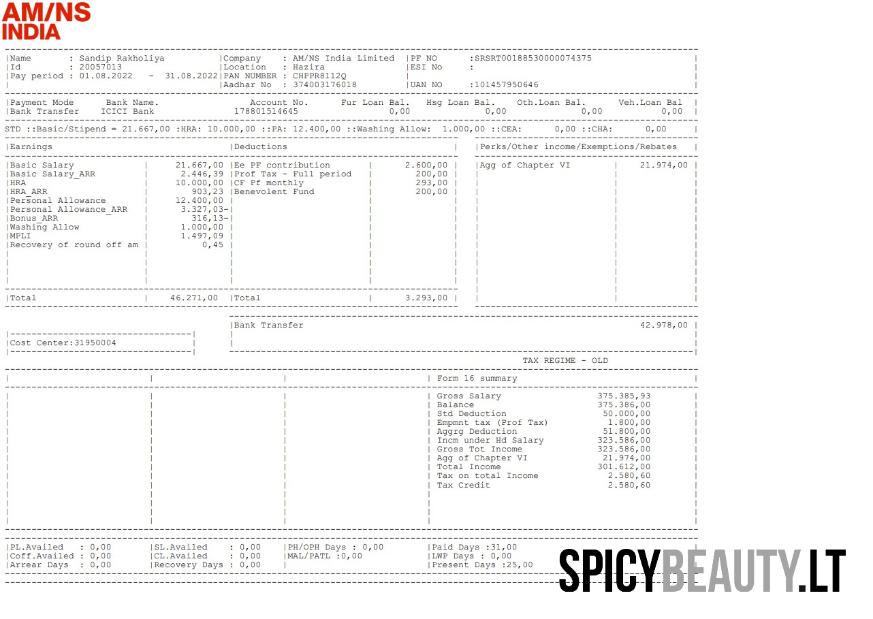 AM/NS
INDIA
Name : Sandip Rakholiya Company : AM/NS India Limited PF NO :SRSRT00188530000074375
Id : 20057013 Location : Hazira ESI No :
Pay period : 01.08.2022 - 31.08.2022 PAN NUMBER : CHPPR8112Q
Aadhar No : 374003176018 UAN NO :101457950646
Payment Mode Bank Name. Account No. Fur Loan Bal. Hsg Loan Bal. Oth.Loan Bal. Veh.Loan Bal
Bank Transfer ICICI Bank 178801514645 0,00 0,00 0,00 0,00
STD ::Basic/Stipend = 21.667,00 :HRA: 10.000,00 ::PA: 12.400,00 ::Washing Allow: 1.000,00 ::CEA: 0,00 ::CHA: 0,00
Earnings Deductions Perks/Other income/Exemptions/Rebates
Basic Salary 21.667,00 Ee PF contribution 2.600,00 Agg of Chapter VI 21.974,00
Basic Salary_ARR 2.446,39 Prof Tax - Full period 200,00
HRA 10.000,00 CF Pf monthly 293,00
HRA_ARR 903,23 Benevolent Fund 200,00
Personal Allowance 12.400,00
Personal Allowance_ARR 3.327,03-
Bonus_ARR 316,13-
Washing Allow 1.000,00
MPLI 1.497,09
Recovery of round off am 0,45
Total 46.271,00 Total 3.293,00
Bank Transfer 42.978,00
Cost Center:31950004
TAX REGIME - OLD
Form 16 summary
Gross Salary 375.385,93
Balance 375.386,00
Std Deduction 50.000,00
Empmnt tax (Prof Tax) 1.800,00
Aggrg Deduction 51.800,00
Incm under Hd Salary 323.586,00
Gross Tot Income 323.586,00
Agg of Chapter VI 21.974,00
Total Income 301.612,00
Tax on total Income 2.580,60
Tax Credit 2.580,60
PL.Availed : 0,00 SL.Availed : 0,00 PH/OPH Days : 0,00 Paid Days :31,00
Coff.Availed : 0,00 CL.Availed : 0,00 MAL/PATL :0,00 LWP Days : 0,00
Arrear Days : 0,00 Recovery Days : 0,00 Present Days :25,00
SPICYBEAUTY.LT